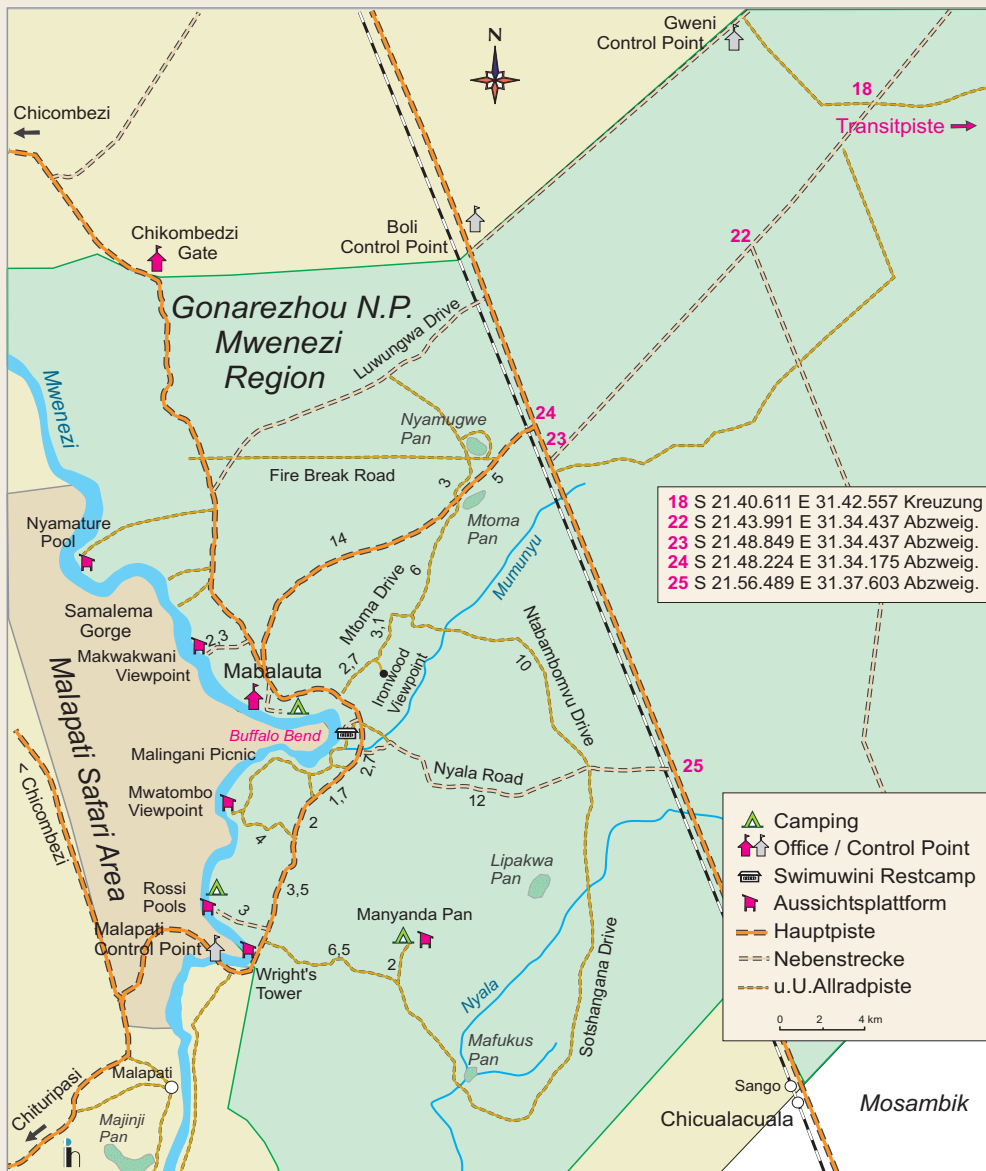 Gweni
Control Point
N
18
Chicombezi
Transitpiste
Boli
Control Point
22
Chikombedzi
Gate
Gonarezhou N.P.
Mwenezi
Region
Luwungwa Drive
Mwenezi
Nyamugwe
Pan
24
23
Fire Break Road
3
5
Mtoma
Pan
18 S 21.40.611 E 31.42.557 Kreuzung
22 S 21.43.991 E 31.34.437 Abzweig.
23 S 21.48.849 E 31.34.437 Abzweig.
24 S 21.48.224 E 31.34.175 Abzweig.
25 S 21.56.489 E 31.37.603 Abzweig.
Nyamature
Pool
14
Mumunyu
6
Mtoma Drive
3,1
Samalema
Gorge
2,3
Makwakwani
Viewpoint
2,7
Ironwood
Viewpoint
Ntabambomvu Drive
10
Mabalauta
Malapati Safari Area
Buffalo Bend
Malingani Picnic
2,7
Nyala Road
12
25
< Chicombezi
Mwatombo
Viewpoint
1,7
2
4
Camping
Office / Control Point
Swimuwini Restcamp
Aussichtsplattform
Hauptpiste
Nebenstrecke
u.U.Allradpiste
0 2 4 km
Lipakwa
Pan
3,5
Rossi
Pools
3
Malapati
Control Point
Manyanda Pan
6,5
2
Wright's
Tower
Nyala
Sotshangana Drive
Mafukus
Pan
Malapati
Chituripasi
Majinji
Pan
Sango
Chicualacuala
Mosambik